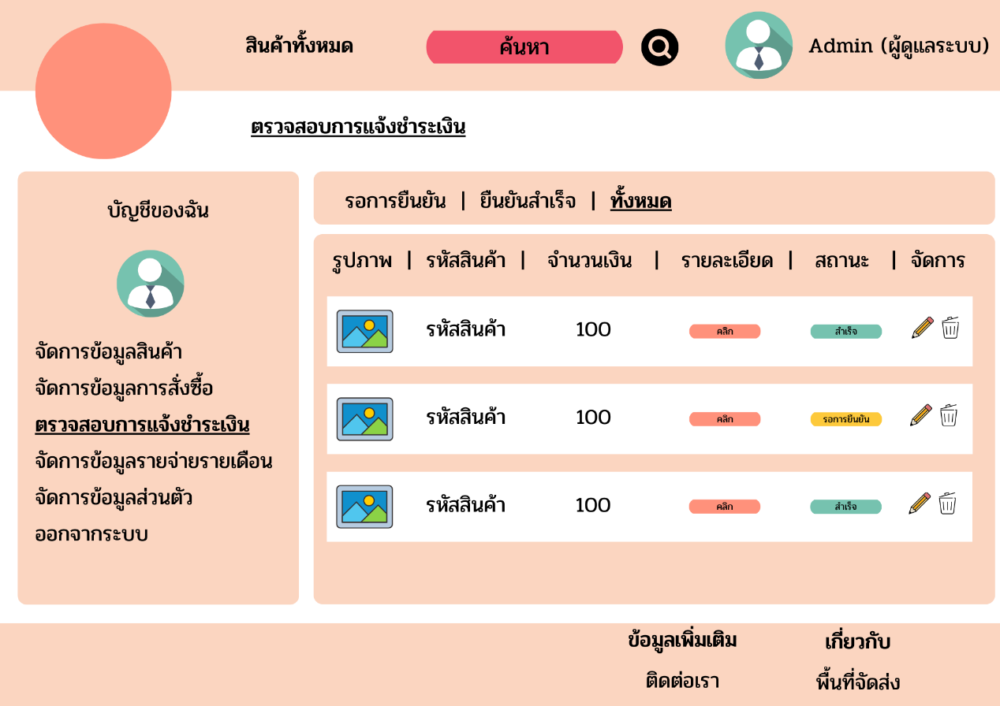 สินค้าทั้งหมด
ค้นหา
Admin (ผู้ดูแลระบบ)
ตรวจสอบการแจ้งชำระเงิน
บัญชีของฉัน
จัดการข้อมูลสินค้า
จัดการข้อมูลการสั่งซื้อ
ตรวจสอบการแจ้งชำระเงิน
จัดการข้อมูลรายจ่ายรายเดือน
จัดการข้อมูลส่วนตัว
ออกจากระบบ
รอการยืนยัน | ยืนยันสำเร็จ | ทั้งหมด
รูปภาพ | รหัสสินค้า | จำนวนเงิน | รายละเอียด | สถานะ | จัดการ
รหัสสินค้า 100 คลิก สำเร็จ
รหัสสินค้า 100 คลิก รอการยืนยัน
รหัสสินค้า 100 คลิก สำเร็จ
ข้อมูลเพิ่มเติม เกี่ยวกับ
ติดต่อเรา พื้นที่จัดส่ง